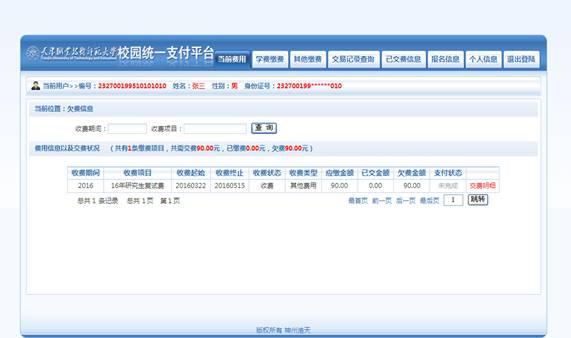 天津职业技术师范大学 校园统一支付平台
当前费用 学费缴费 其他缴费 交易记录查询 已交费信息 报名信息 个人信息 退出登陆
当前用户>>编号：232700199510101010 姓名：张三 性别：男 身份证号：232700199******010
当前位置：欠费信息
收费期间： 收费项目： 查 询
费用信息以及交费状况 （共有1条缴费项目，共需交费90.00元，已缴费0.00元，欠费90.00元）
收费期间 收费项目 收费起始 收费终止 收费状态 收费类型 应缴金额 已交金额 欠费金额 支付状态
2016 16年研究生复试费 20160322 20160515 收费 其他费用 90.00 0.00 90.00 未完成 交费明细
总共 1 条记录 总共 1 页 第 1 页 最首页 前一页 后一页 最后页 1 跳转
版权所有 神州浩天